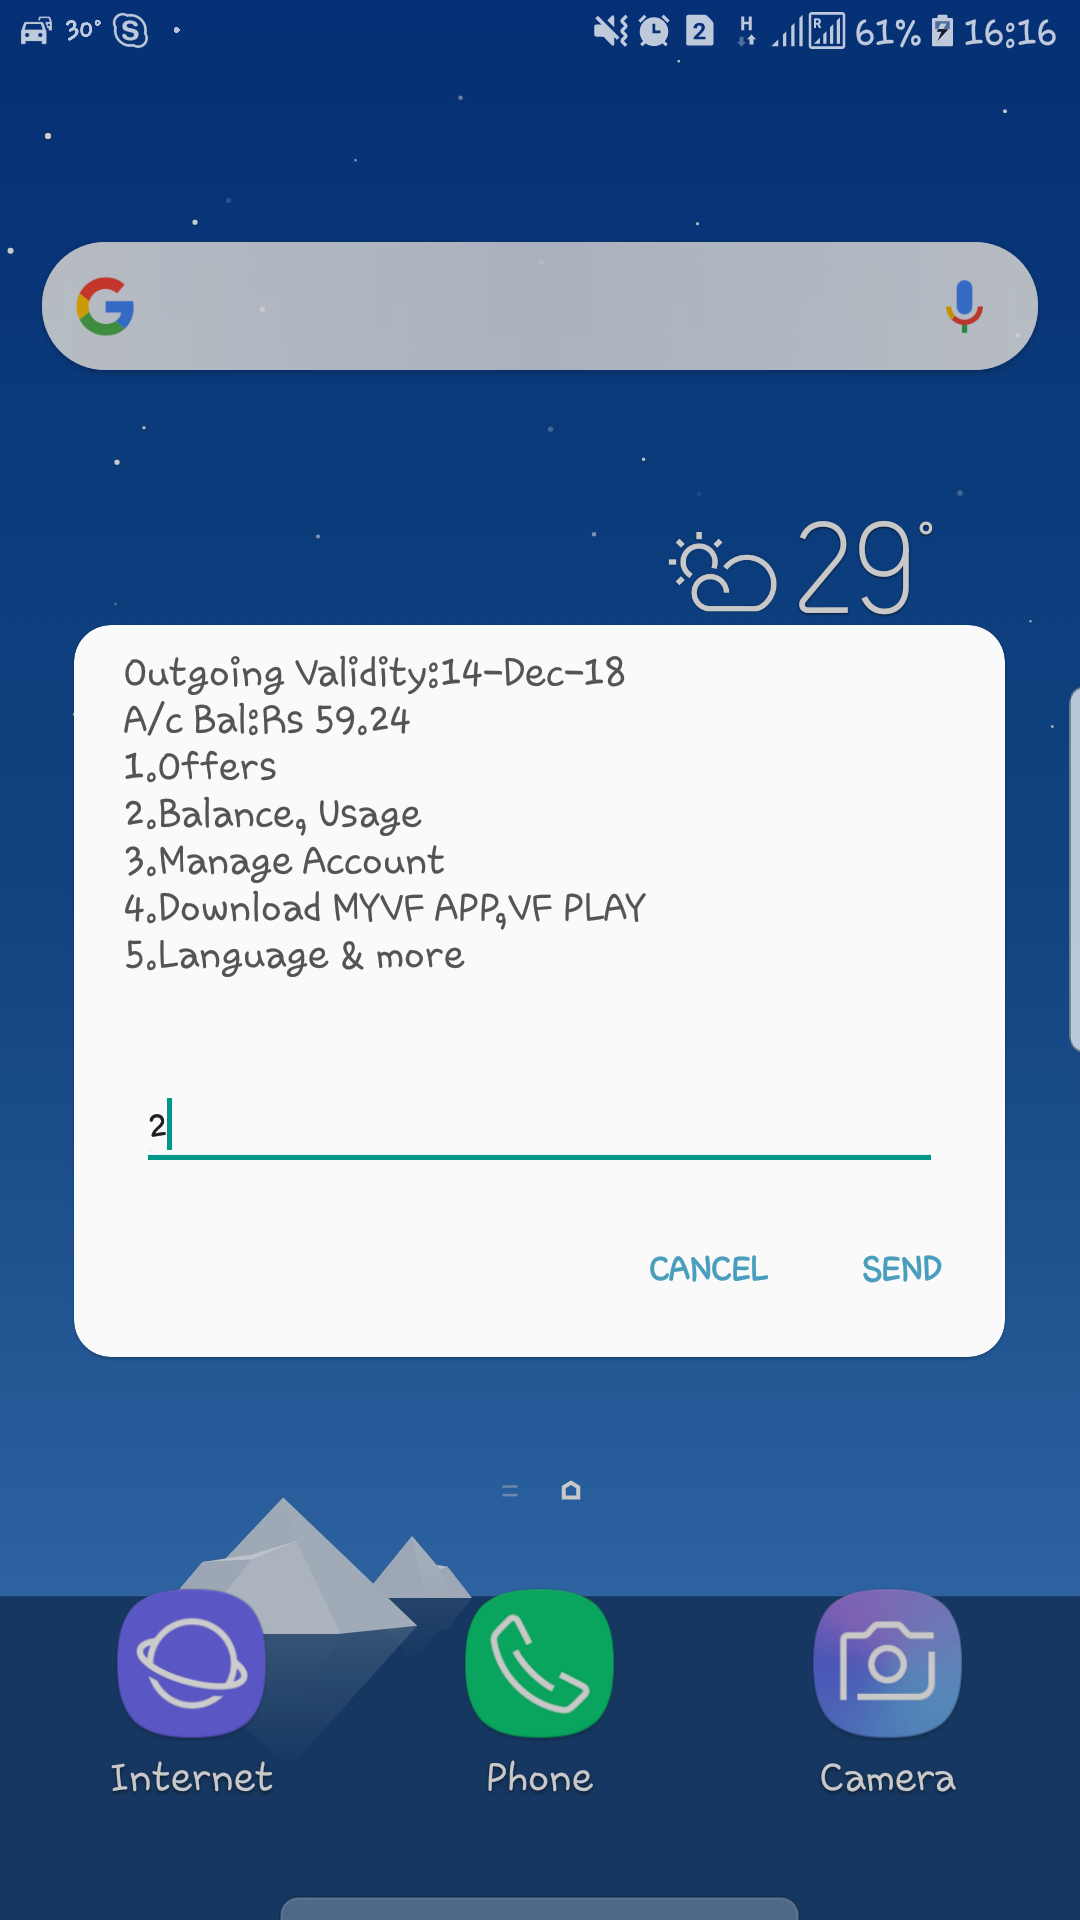 30° S 2 H R 61% 16:16
G
29°
Outgoing Validity:14-Dec-18
A/c Bal:Rs 59.24
1.Offers
2.Balance, Usage
3.Manage Account
4.Download MYVF APP,VF PLAY
5.Language & more
2
CANCEL SEND
Internet Phone Camera